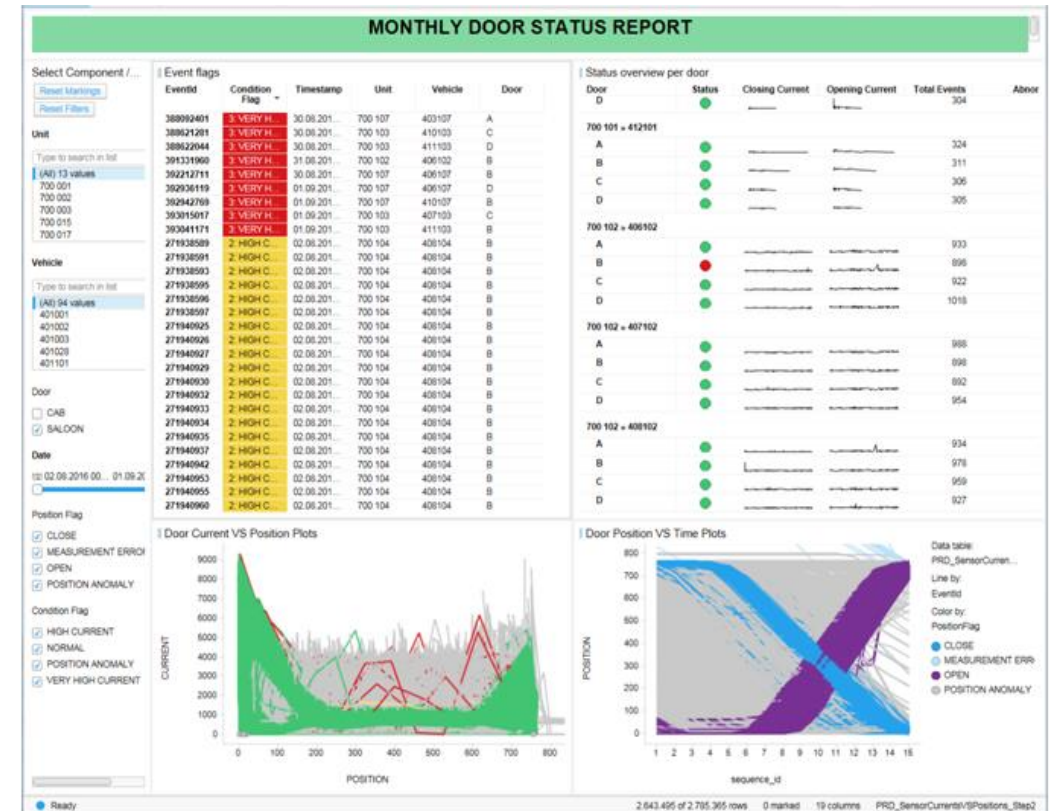 MONTHLY DOOR STATUS REPORT
Select Component /...
Reset Markings
Reset Filters
Unit
Type to search in list
(All) 13 values
700 001
700 002
700 003
700 015
700 017
Vehicle
Type to search in list
(All) 94 values
401001
401002
401003
401028
401101
Door
CAB
SALOON
Date
02.08.2016 00... 01.09.20
Position Flag
CLOSE
MEASUREMENT ERROR
OPEN
POSITION ANOMALY
Condition Flag
HIGH CURRENT
NORMAL
POSITION ANOMALY
VERY HIGH CURRENT
Event flags
EventId Condition Flag Timestamp Unit Vehicle Door
388092401 3: VERY H... 30.08.201... 700 107 403107 A
388621281 3: VERY H... 30.08.201... 700 103 410103 C
388622044 3: VERY H... 30.08.201... 700 103 411103 D
391331960 3: VERY H... 31.08.201... 700 102 406102 B
392212711 3: VERY H... 30.08.201... 700 107 406107 B
392936119 3: VERY H... 01.09.201... 700 107 406107 D
392942769 3: VERY H... 01.09.201... 700 107 410107 B
393015017 3: VERY H... 01.09.201... 700 103 407103 C
393041171 3: VERY H... 01.09.201... 700 103 411103 B
271938589 2: HIGH C... 02.08.201... 700 104 408104 B
271938591 2: HIGH C... 02.08.201... 700 104 408104 B
271938593 2: HIGH C... 02.08.201... 700 104 408104 B
271938595 2: HIGH C... 02.08.201... 700 104 408104 B
271938596 2: HIGH C... 02.08.201... 700 104 408104 B
271938597 2: HIGH C... 02.08.201... 700 104 408104 B
271940925 2: HIGH C... 02.08.201... 700 104 408104 B
271940926 2: HIGH C... 02.08.201... 700 104 408104 B
271940927 2: HIGH C... 02.08.201... 700 104 408104 B
271940929 2: HIGH C... 02.08.201... 700 104 408104 B
271940930 2: HIGH C... 02.08.201... 700 104 408104 B
271940932 2: HIGH C... 02.08.201... 700 104 408104 B
271940933 2: HIGH C... 02.08.201... 700 104 408104 B
271940934 2: HIGH C... 02.08.201... 700 104 408104 B
271940935 2: HIGH C... 02.08.201... 700 104 408104 B
271940937 2: HIGH C... 02.08.201... 700 104 408104 B
271940942 2: HIGH C... 02.08.201... 700 104 408104 B
271940953 2: HIGH C... 02.08.201... 700 104 408104 B
271940955 2: HIGH C... 02.08.201... 700 104 408104 B
271940960 2: HIGH C... 02.08.201... 700 104 408104 B
Status overview per door
Door Status Closing Current Opening Current Total Events Abnor
D 304
700 101 » 412101
A 324
B 311
C 306
D 305
700 102 » 406102
A 933
B 896
C 922
D 1018
700 102 » 407102
A 988
B 898
C 892
D 954
700 102 » 408102
A 934
B 978
C 959
D 927
Door Current VS Position Plots
CURRENT
9000
8000
7000
6000
5000
4000
3000
2000
1000
0
0 100 200 300 400 500 600 700 800
POSITION
Door Position VS Time Plots
POSITION
800
700
600
500
400
300
200
100
0
1 2 3 4 5 6 7 8 9 10 11 12 13 14 15
sequence_id
Data table:
PRD_SensorCurren...
Line by:
EventId
Color by:
PositionFlag
CLOSE
MEASUREMENT ERR
OPEN
POSITION ANOMALY
Ready
2.643.495 of 2.785.365 rows 0 marked 19 columns PRD_SensorCurrentsVSPositions_Step2